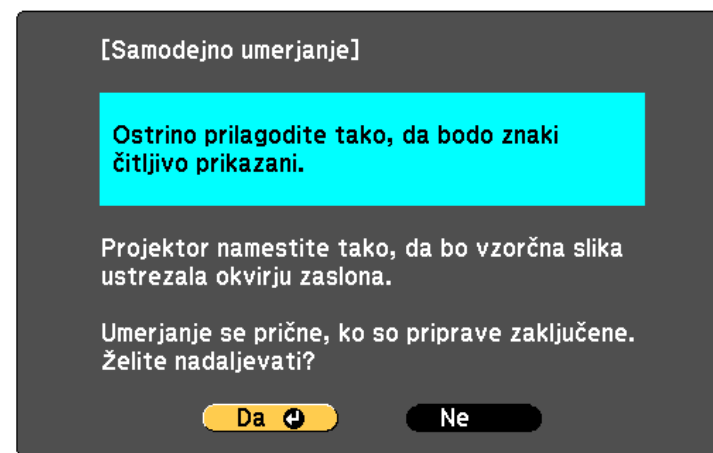 [Samodejno umerjanje]
Ostrino prilagodite tako, da bodo znaki
čitljivo prikazani.
Projektor namestite tako, da bo vzorčna slika
ustrezala okvirju zaslona.
Umerjanje se prične, ko so priprave zaključene.
Želite nadaljevati?
Da
Ne